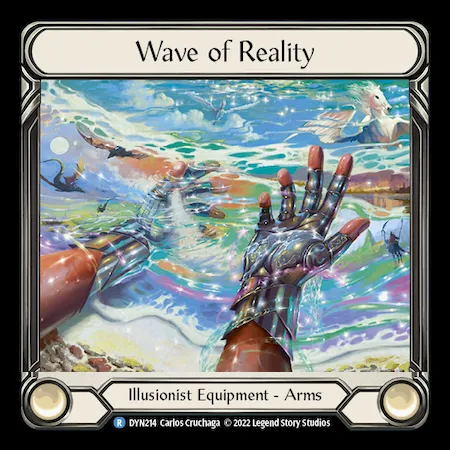 Wave of Reality
Illusionist Equipment - Arms
R DYN214 Carlos Cruchaga © 2022 Legend Story Studios